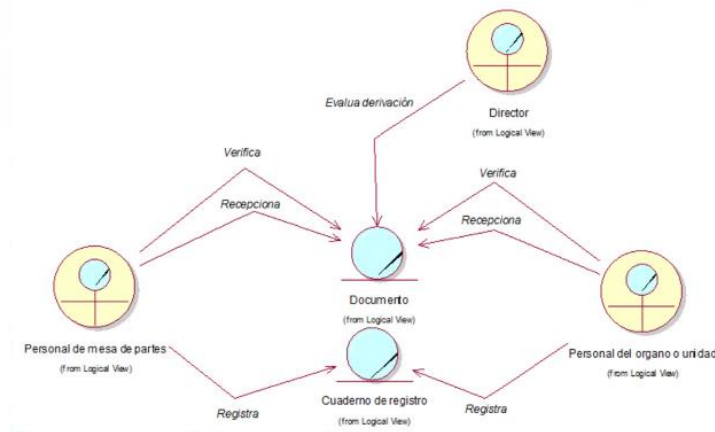 Director
(from Logical View)
Evalua derivación
Verifica
Recepciona
Verifica
Recepciona
Documento
(from Logical View)
Personal de mesa de partes
(from Logical View)
Personal del organo o unidad
(from Logical View)
Cuaderno de registro
(from Logical View)
Registra
Registra